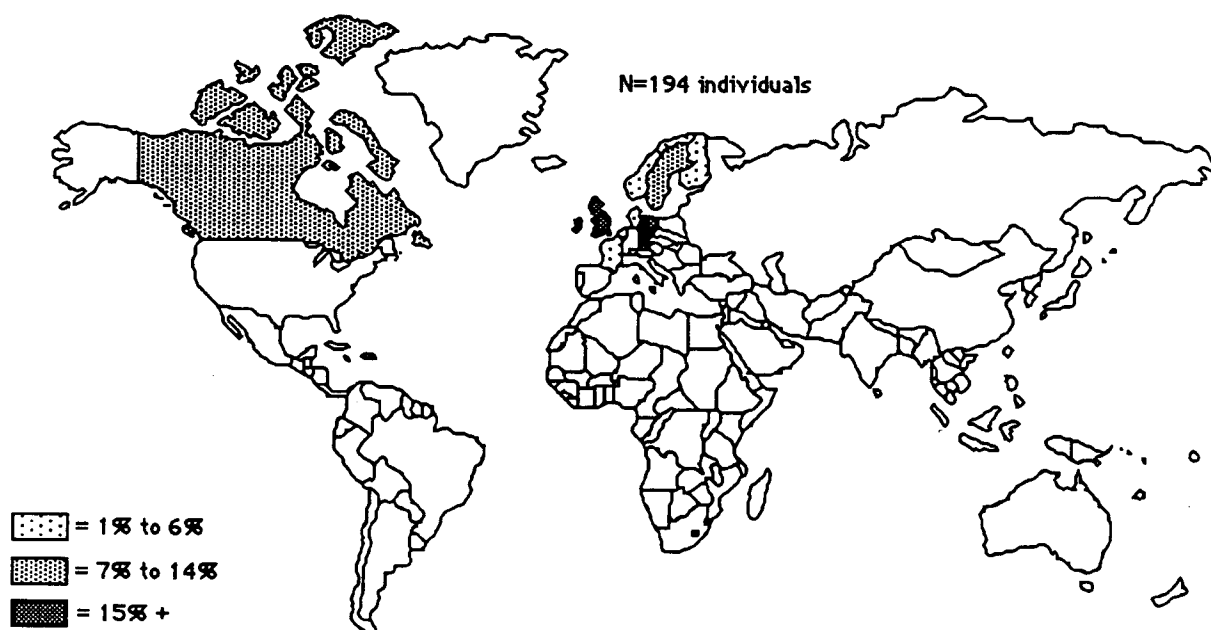 N=194 individuals
= 1% to 6%
= 7% to 14%
= 15% +